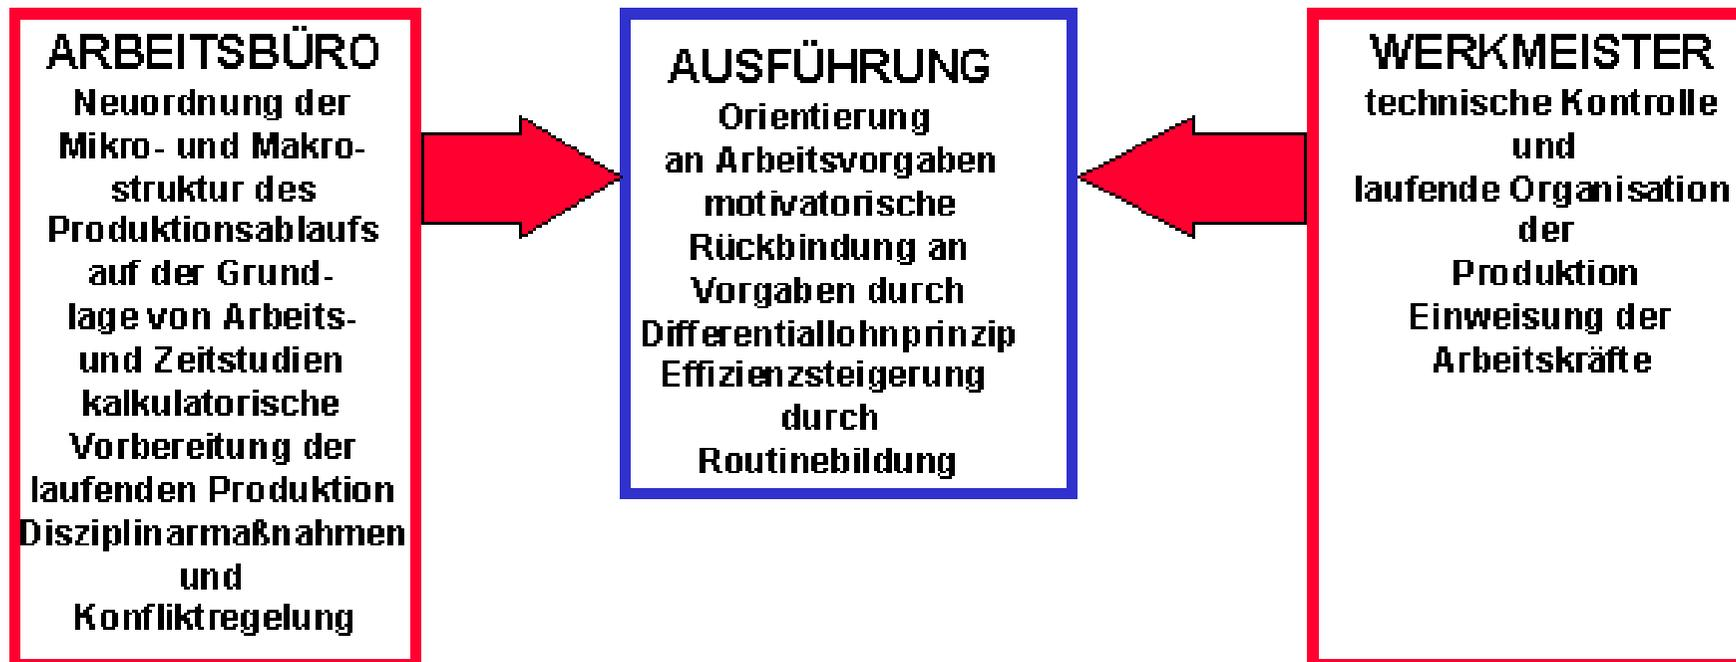 ARBEITSBÜRO
Neuordnung der
Mikro- und Makro-
struktur des
Produktionsablaufs
auf der Grund-
lage von Arbeits-
und Zeitstudien
kalkulatorische
Vorbereitung der
laufenden Produktion
Disziplinarmaßnahmen
und
Konfliktregelung
AUSFÜHRUNG
Orientierung
an Arbeitsvorgaben
motivatorische
Rückbindung an
Vorgaben durch
Differentiallohnprinzip
Effizienzsteigerung
durch
Routinebildung
WERKMEISTER
technische Kontrolle
und
laufende Organisation
der
Produktion
Einweisung der
Arbeitskräfte